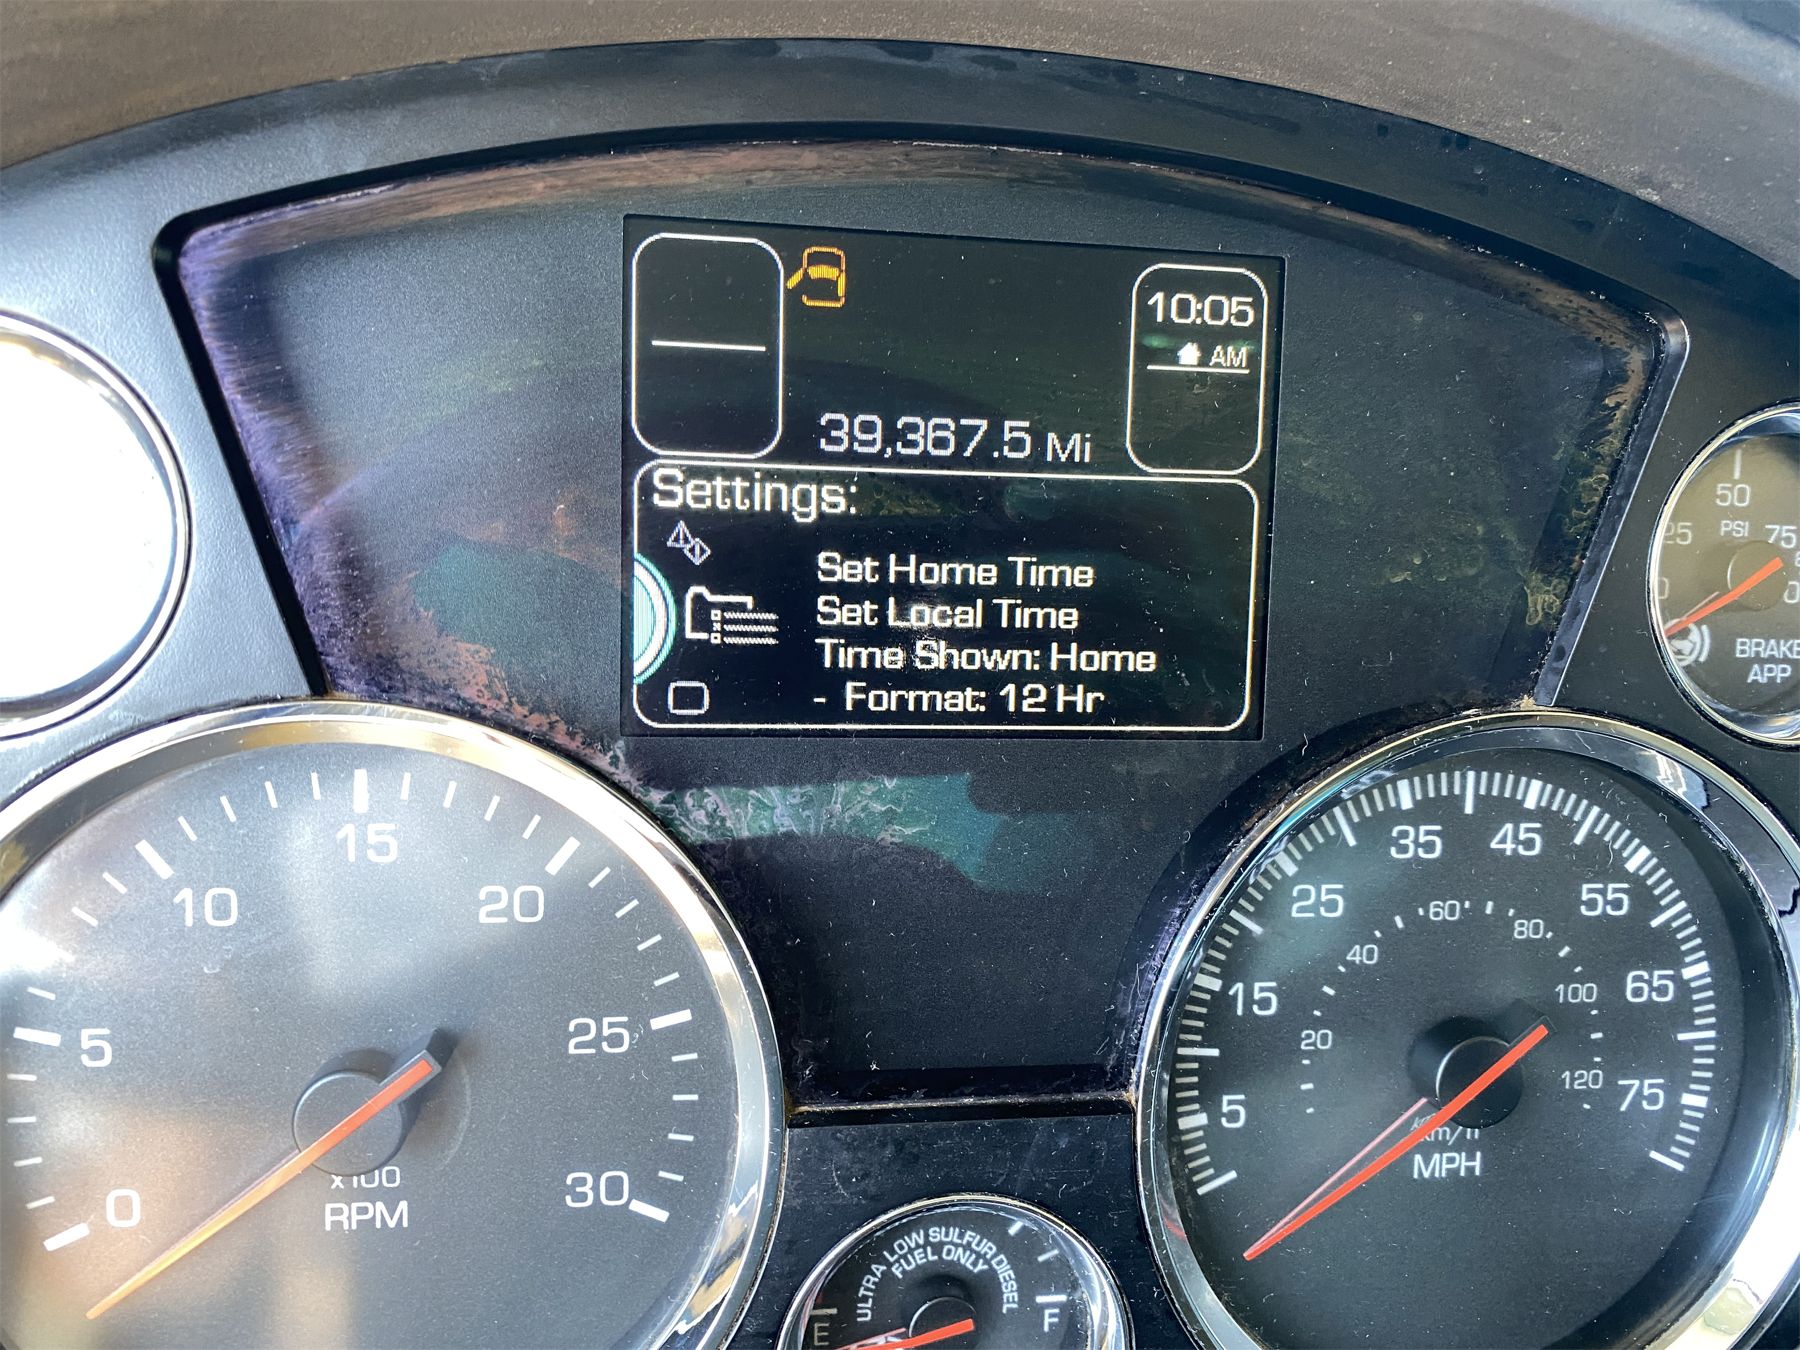 10:05
AM
39,367.5 Mi
Settings:
Set Home Time
Set Local Time
Time Shown: Home
- Format: 12 Hr
0
5
10
15
20
25
30
x100
RPM
5
15
25
35
45
55
65
75
20
40
60
80
100
120
km/h
MPH
25
50
75
PSI
BRAKE
APP
ULTRA LOW SULFUR DIESEL
FUEL ONLY
E
F